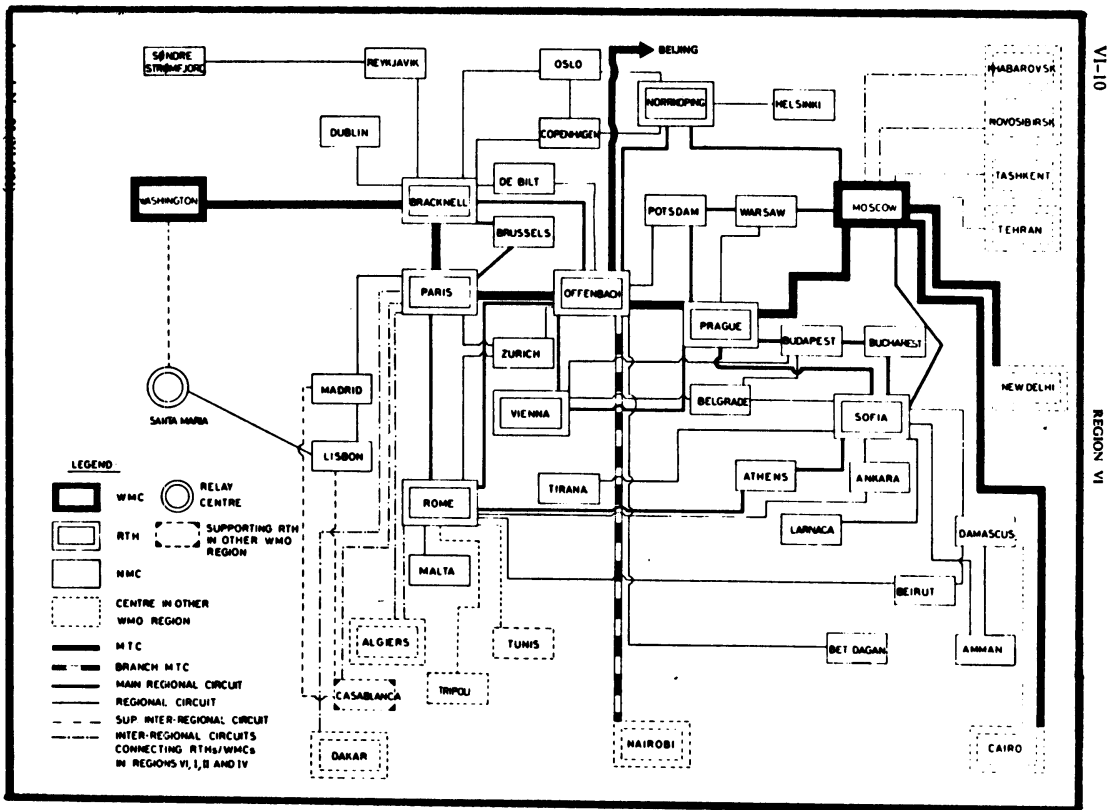 VI-10
REGION VI
BEIJING
SØNDRE
STRØMFJORD
REYKJAVIK
OSLO
KHABAROVSK
NORRKOPING
HELSINKI
NOVOSIBIRSK
DUBLIN
COPENHAGEN
DE BILT
TASHKENT
WASHINGTON
BRACKNELL
POTSDAM
WARSAW
MOSCOW
BRUSSELS
TEHRAN
PARIS
OFFENBACH
PRAGUE
ZURICH
BUDAPEST
BUCHAREST
MADRID
NEW DELHI
SANTA MARIA
VIENNA
BELGRADE
SOFIA
LISBON
TIRANA
ATHENS
ANKARA
ROME
LARNACA
DAMASCUS
MALTA
BEIRUT
ALGIERS
TUNIS
BET DAGAN
AMMAN
CASABLANCA
TRIPOLI
DAKAR
NAIROBI
CAIRO
LEGEND
WMC
RELAY
CENTRE
RTH
SUPPORTING RTH
IN OTHER WMO
REGION
NMC
CENTRE IN OTHER
WMO REGION
MTC
BRANCH MTC
MAIN REGIONAL CIRCUIT
REGIONAL CIRCUIT
SUP INTER-REGIONAL CIRCUIT
INTER-REGIONAL CIRCUITS
CONNECTING RTHs/WMCs
IN REGIONS VI, I, II AND IV